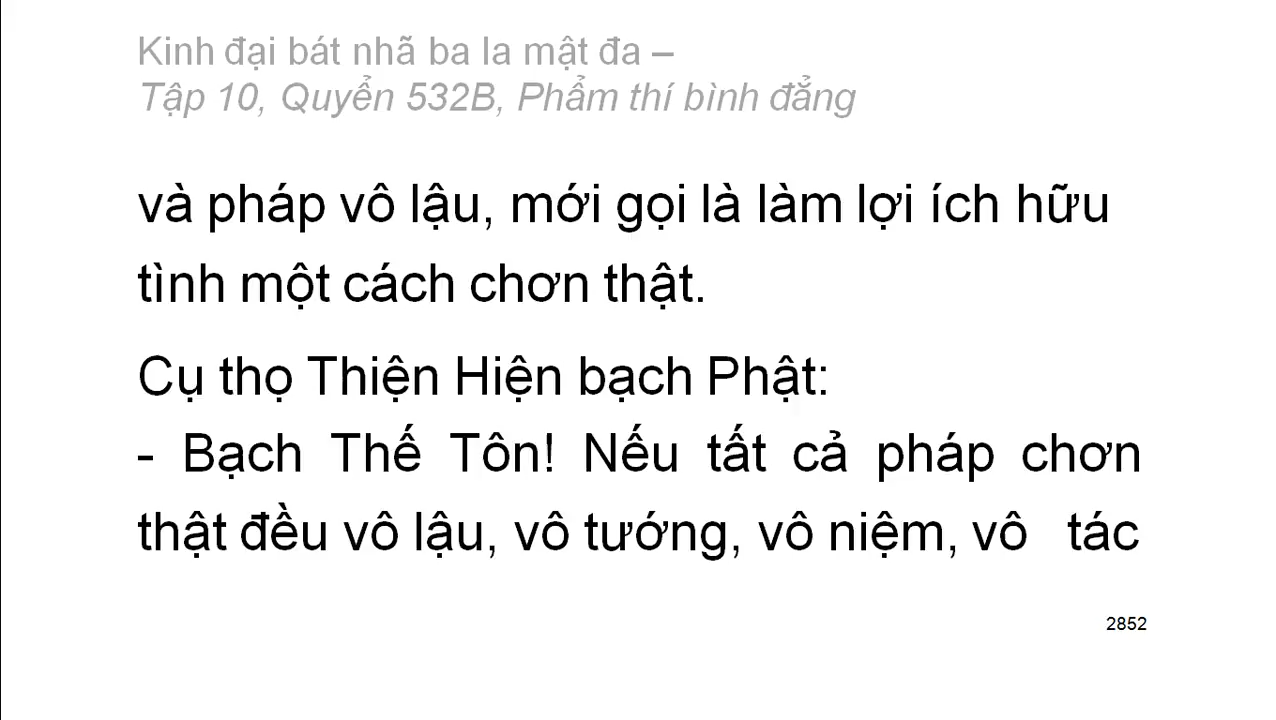 Kinh đại bát nhã ba la mật đa –
Tập 10, Quyển 532B, Phẩm thí bình đẳng
và pháp vô lậu, mới gọi là làm lợi ích hữu
tình một cách chơn thật.
Cụ thọ Thiện Hiện bạch Phật:
- Bạch Thế Tôn! Nếu tất cả pháp chơn
thật đều vô lậu, vô tướng, vô niệm, vô tác
2852